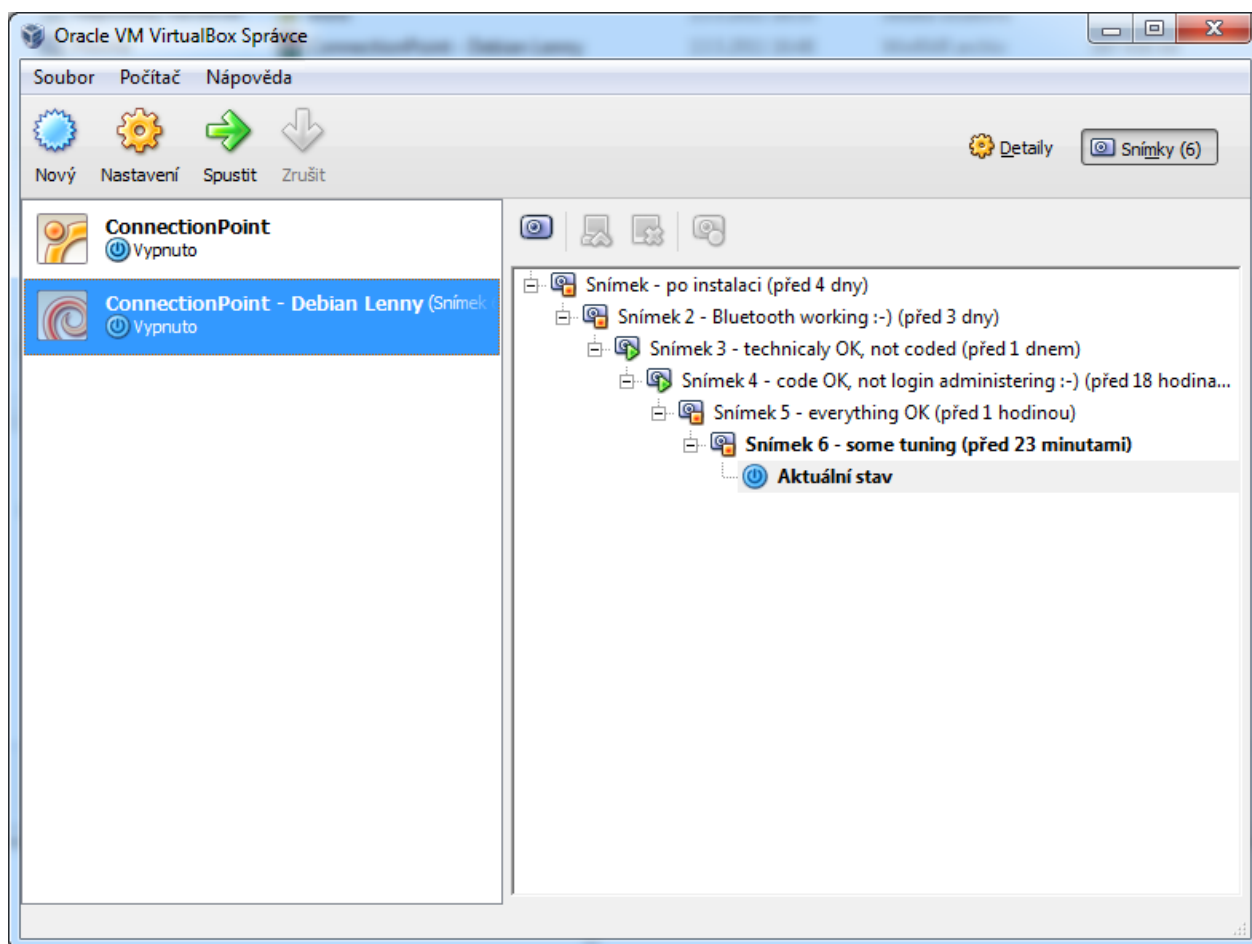 Oracle VM VirtualBox Správce
Soubor Počítač Nápověda
Nový Nastavení Spustit Zrušit
Detaily Snímky (6)
ConnectionPoint
Vypnuto
ConnectionPoint - Debian Lenny (Snímek
Vypnuto
Snímek - po instalaci (před 4 dny)
Snímek 2 - Bluetooth working :-) (před 3 dny)
Snímek 3 - technicaly OK, not coded (před 1 dnem)
Snímek 4 - code OK, not login administering :-) (před 18 hodina...
Snímek 5 - everything OK (před 1 hodinou)
Snímek 6 - some tuning (před 23 minutami)
Aktuální stav